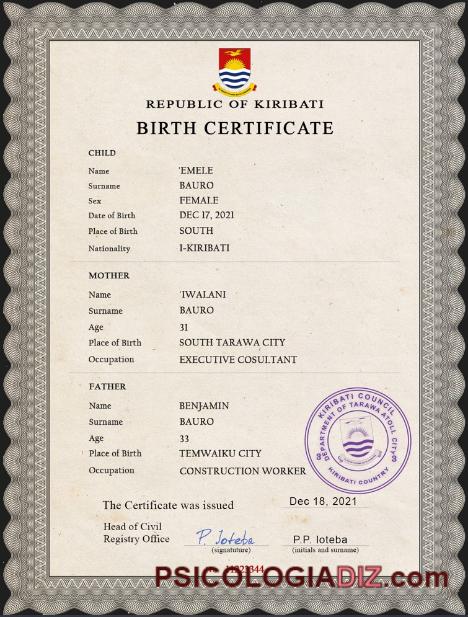 REPUBLIC OF KIRIBATI
BIRTH CERTIFICATE
CHILD
Name 'EMELE
Surname BAURO
Sex FEMALE
Date of Birth DEC 17, 2021
Place of Birth SOUTH
Nationality I-KIRIBATI
MOTHER
Name 'IWALANI
Surname BAURO
Age 31
Place of Birth SOUTH TARAWA CITY
Occupation EXECUTIVE COSULTANT
FATHER
Name BENJAMIN
Surname BAURO
Age 33
Place of Birth TEMWAIKU CITY
Occupation CONSTRUCTION WORKER
KIRIBATI COUNCIL
DEPARTMENT OF TARAWA ATOLL CITY
KIRIBATI COUNTRY
The Certificate was issued Dec 18, 2021
Head of Civil
Registry Office P. Ioteba P.P. Ioteba
(signatuture) (initials and surname)
PSICOLOGIADIZ.com